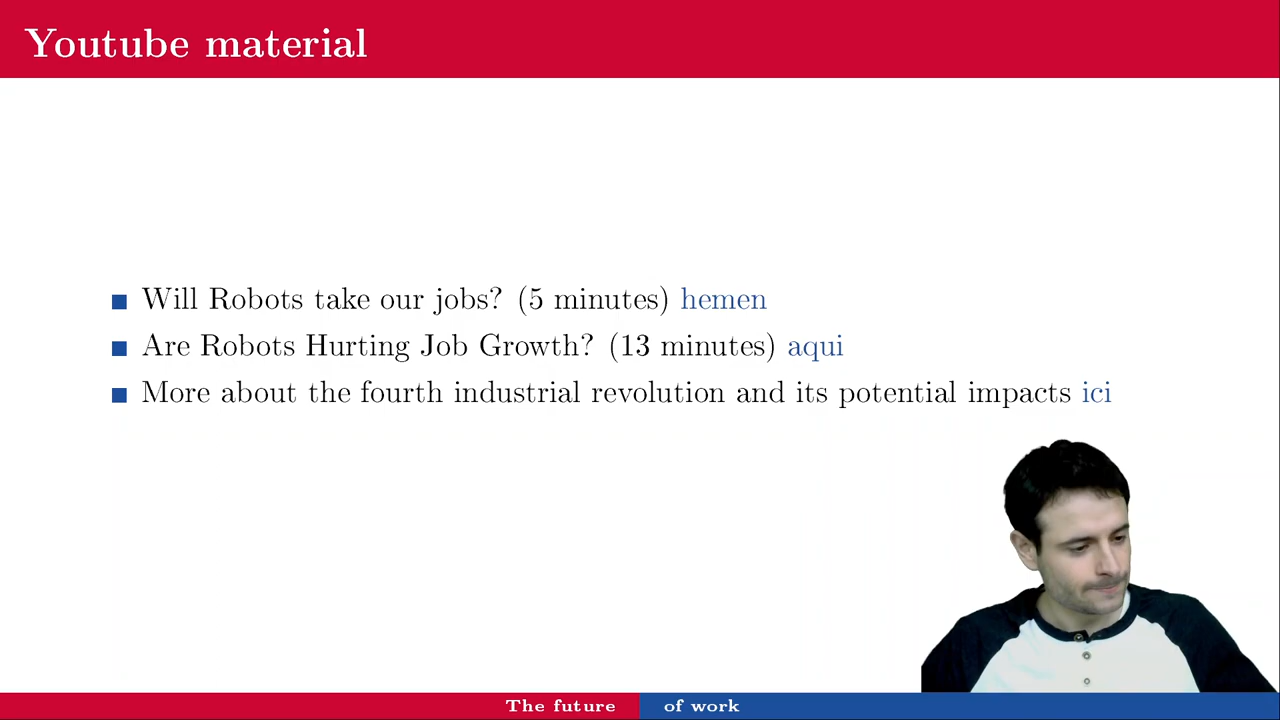 Youtube material
Will Robots take our jobs? (5 minutes) hemen
Are Robots Hurting Job Growth? (13 minutes) aqui
More about the fourth industrial revolution and its potential impacts ici
The future of work